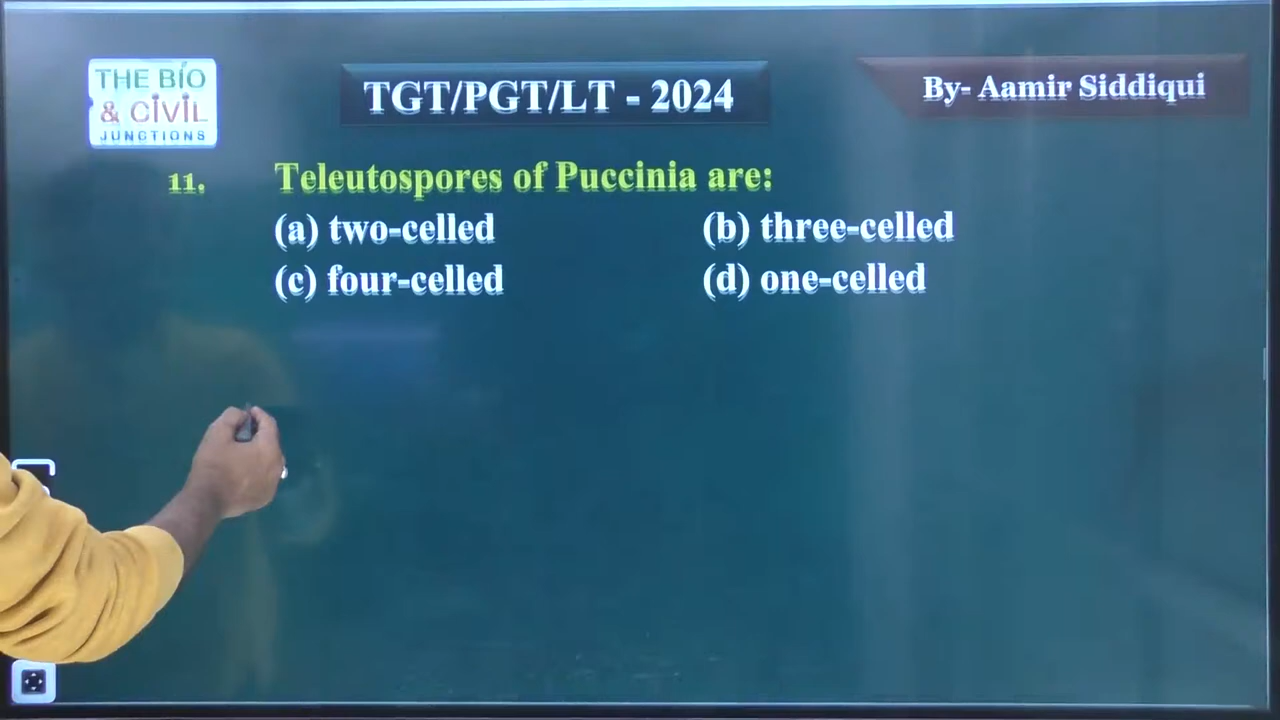 THE BIO
& CIVIL
JUNCTIONS
TGT/PGT/LT - 2024
By- Aamir Siddiqui
11. Teleutospores of Puccinia are:
(a) two-celled (b) three-celled
(c) four-celled (d) one-celled